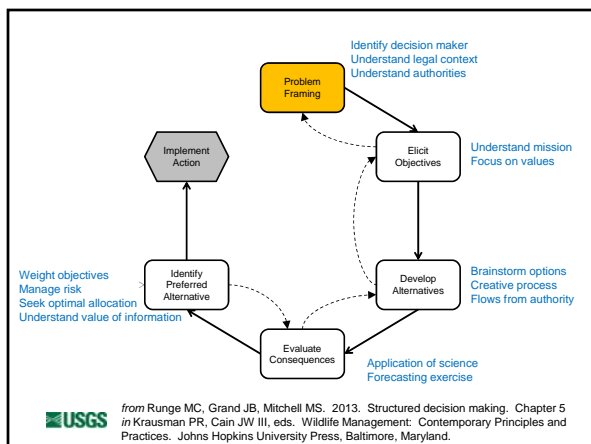 Identify decision maker
Understand legal context
Understand authorities
Problem
Framing
Elicit
Objectives
Understand mission
Focus on values
Implement
Action
Develop
Alternatives
Brainstorm options
Creative process
Flows from authority
Weight objectives
Manage risk
Seek optimal allocation
Understand value of information
Identify
Preferred
Alternative
Evaluate
Consequences
Application of science
Forecasting exercise
USGS
from Runge MC, Grand JB, Mitchell MS. 2013. Structured decision making. Chapter 5
in Krausman PR, Cain JW III, eds. Wildlife Management: Contemporary Principles and
Practices. Johns Hopkins University Press, Baltimore, Maryland.